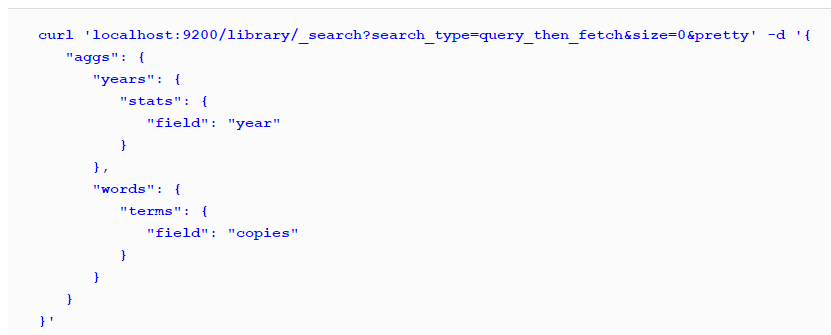 curl 'localhost:9200/library/_search?search_type=query_then_fetch&size=0&pretty' -d '{
"aggs": {
"years": {
"stats": {
"field": "year"
}
},
"words": {
"terms": {
"field": "copies"
}
}
}
}'